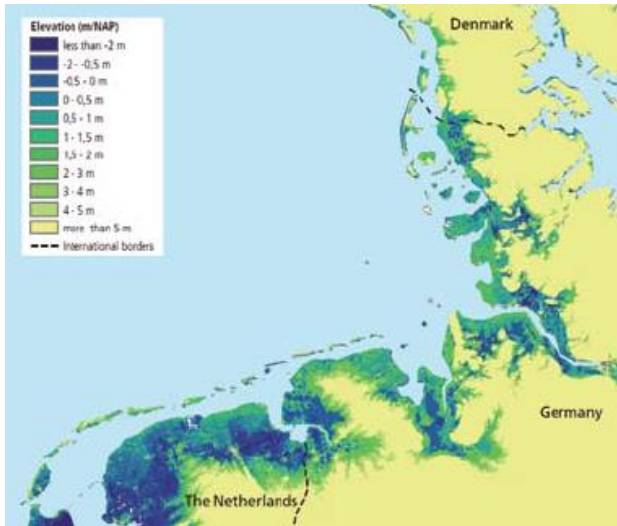 Elevation (m/NAP)
less than -2 m
-2 - -0,5 m
-0,5 - 0 m
0 - 0,5 m
0,5 - 1 m
1 - 1,5 m
1,5 - 2 m
2 - 3 m
3 - 4 m
4 - 5 m
more than 5 m
International borders
Denmark
Germany
The Netherlands